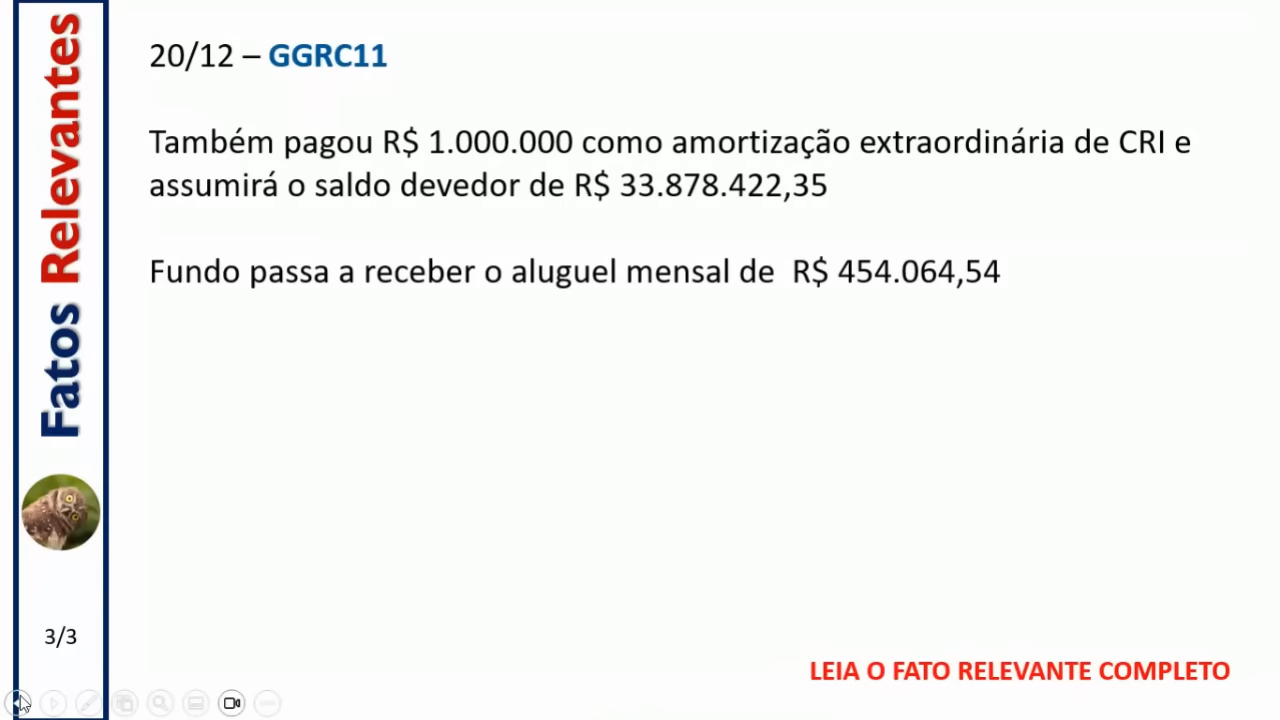 Fatos Relevantes
20/12 – GGRC11
Também pagou R$ 1.000.000 como amortização extraordinária de CRI e
assumirá o saldo devedor de R$ 33.878.422,35
Fundo passa a receber o aluguel mensal de  R$ 454.064,54
3/3
LEIA O FATO RELEVANTE COMPLETO